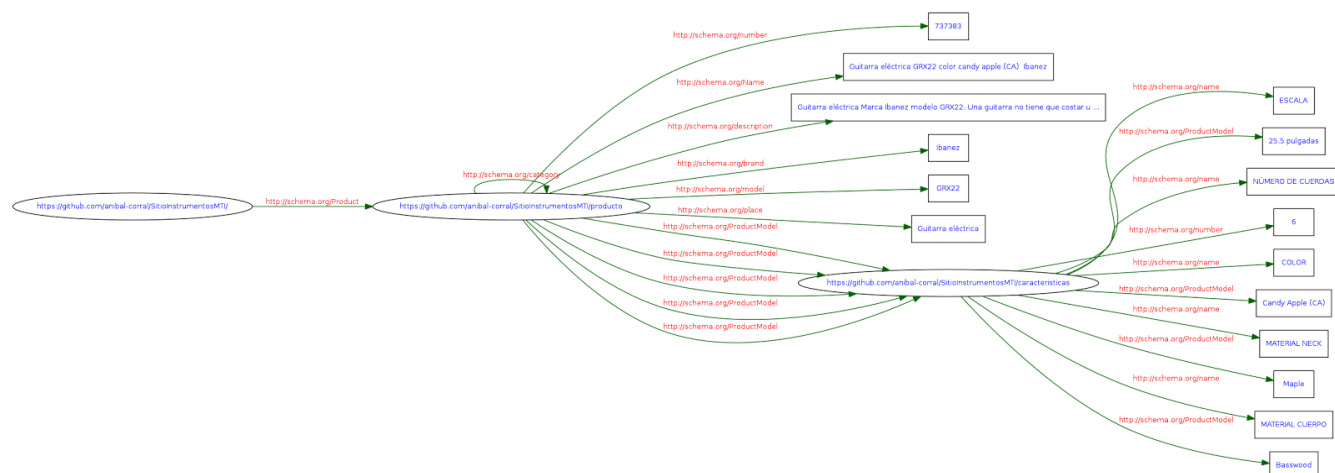 http://schema.org/number
737383
http://schema.org/Name
Guitarra eléctrica GRX22 color candy apple (CA)  Ibanez
http://schema.org/description
Guitarra eléctrica Marca Ibanez modelo GRX22. Una guitarra no tiene que costar u ...
http://schema.org/brand
Ibanez
http://schema.org/category
http://schema.org/model
GRX22
https://github.com/anibal-corral/SitioInstrumentosMTI/
http://schema.org/Product
https://github.com/anibal-corral/SitioInstrumentosMTI/producto
http://schema.org/place
Guitarra eléctrica
http://schema.org/ProductModel
http://schema.org/ProductModel
http://schema.org/ProductModel
http://schema.org/ProductModel
http://schema.org/ProductModel
https://github.com/anibal-corral/SitioInstrumentosMTI/caracteristicas
http://schema.org/name
ESCALA
http://schema.org/ProductModel
25.5 pulgadas
http://schema.org/name
NÚMERO DE CUERDAS
http://schema.org/number
6
http://schema.org/name
COLOR
http://schema.org/ProductModel
Candy Apple (CA)
http://schema.org/name
MATERIAL NECK
http://schema.org/ProductModel
Maple
http://schema.org/name
MATERIAL CUERPO
http://schema.org/ProductModel
Basswood